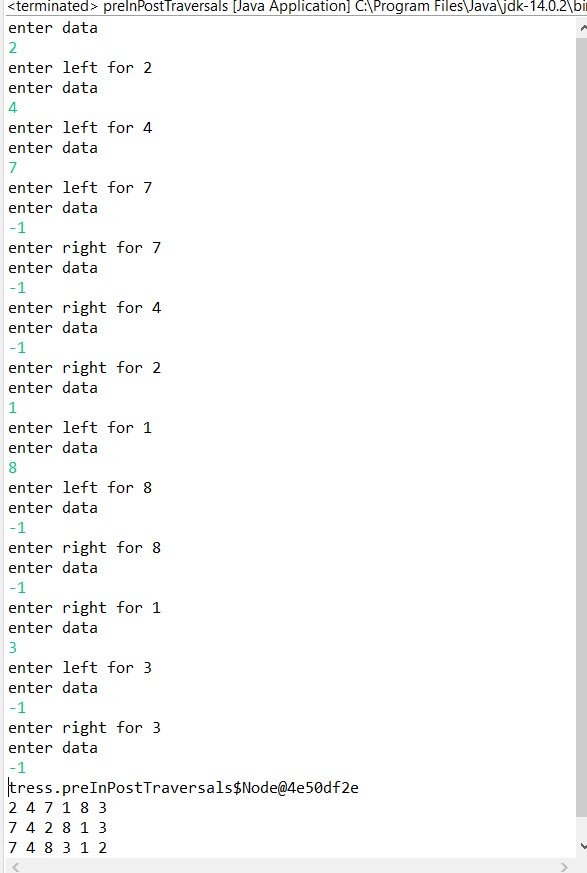 <terminated> preInPostTraversals [Java Application] C:\Program Files\Java\jdk-14.0.2\bin
enter data
2
enter left for 2
enter data
4
enter left for 4
enter data
7
enter left for 7
enter data
-1
enter right for 7
enter data
-1
enter right for 4
enter data
-1
enter right for 2
enter data
1
enter left for 1
enter data
8
enter left for 8
enter data
-1
enter right for 8
enter data
-1
enter right for 1
enter data
3
enter left for 3
enter data
-1
enter right for 3
enter data
-1
tress.preInPostTraversals$Node@4e50df2e
2 4 7 1 8 3
7 4 2 8 1 3
7 4 8 3 1 2